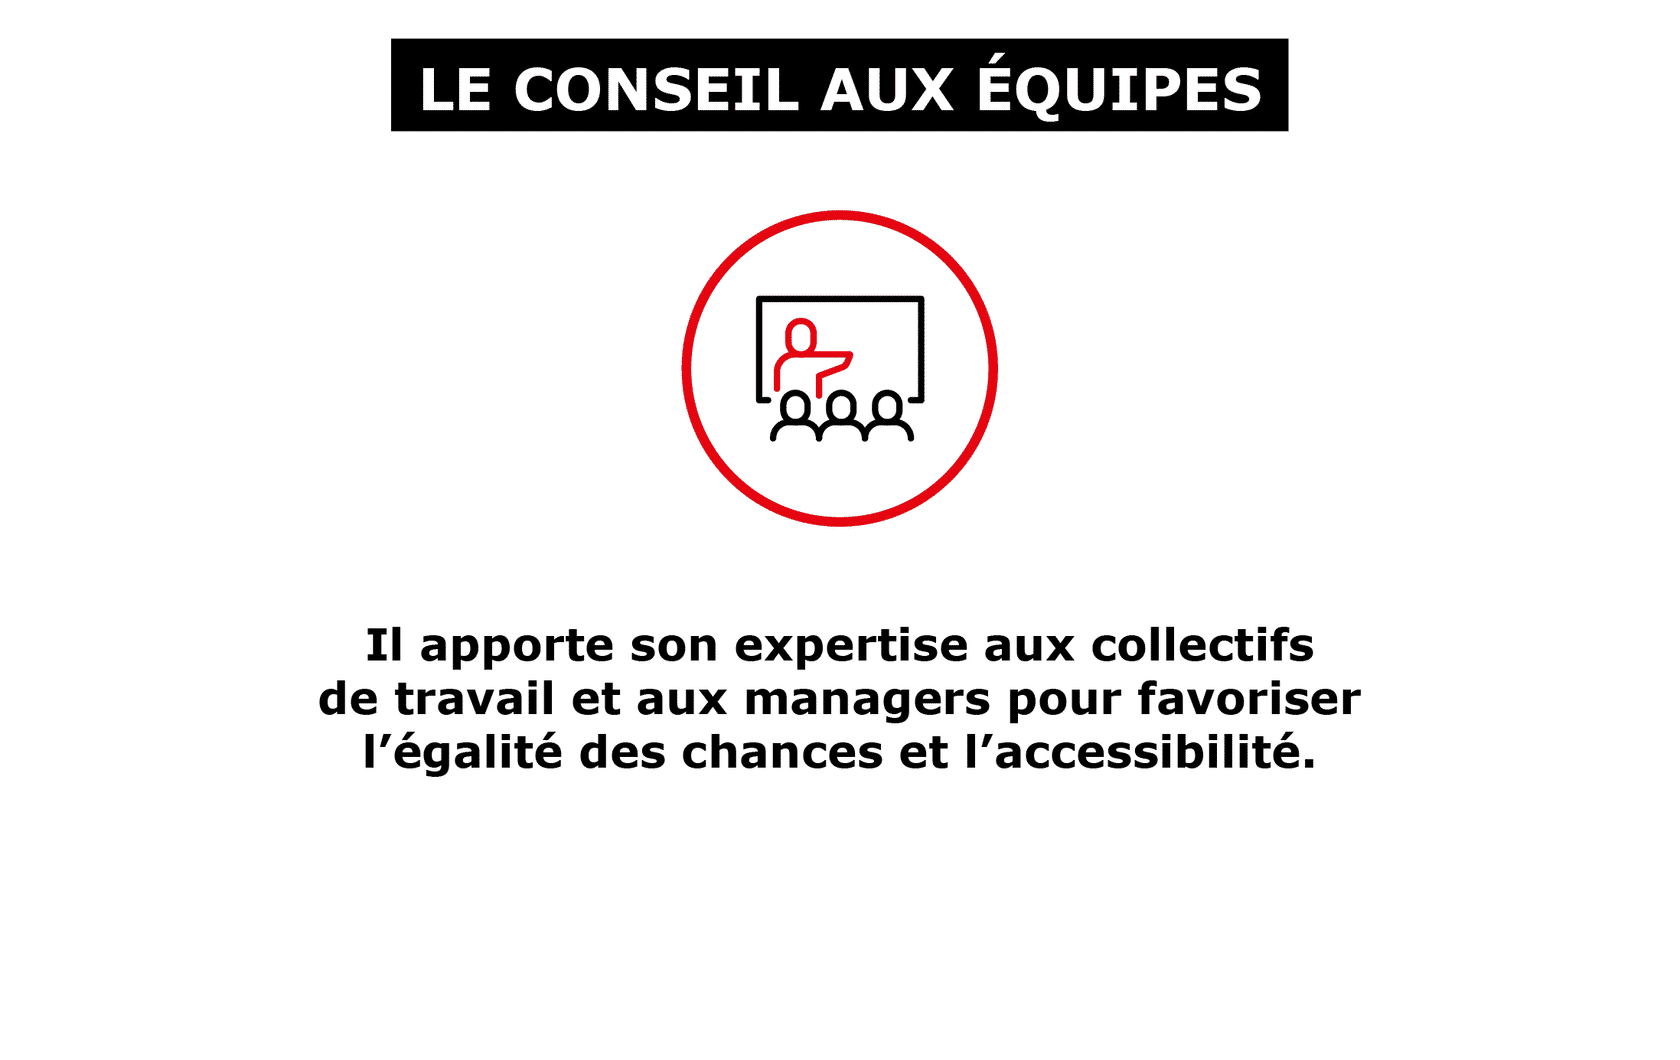 LE CONSEIL AUX ÉQUIPES
Il apporte son expertise aux collectifs
de travail et aux managers pour favoriser
l’égalité des chances et l’accessibilité.